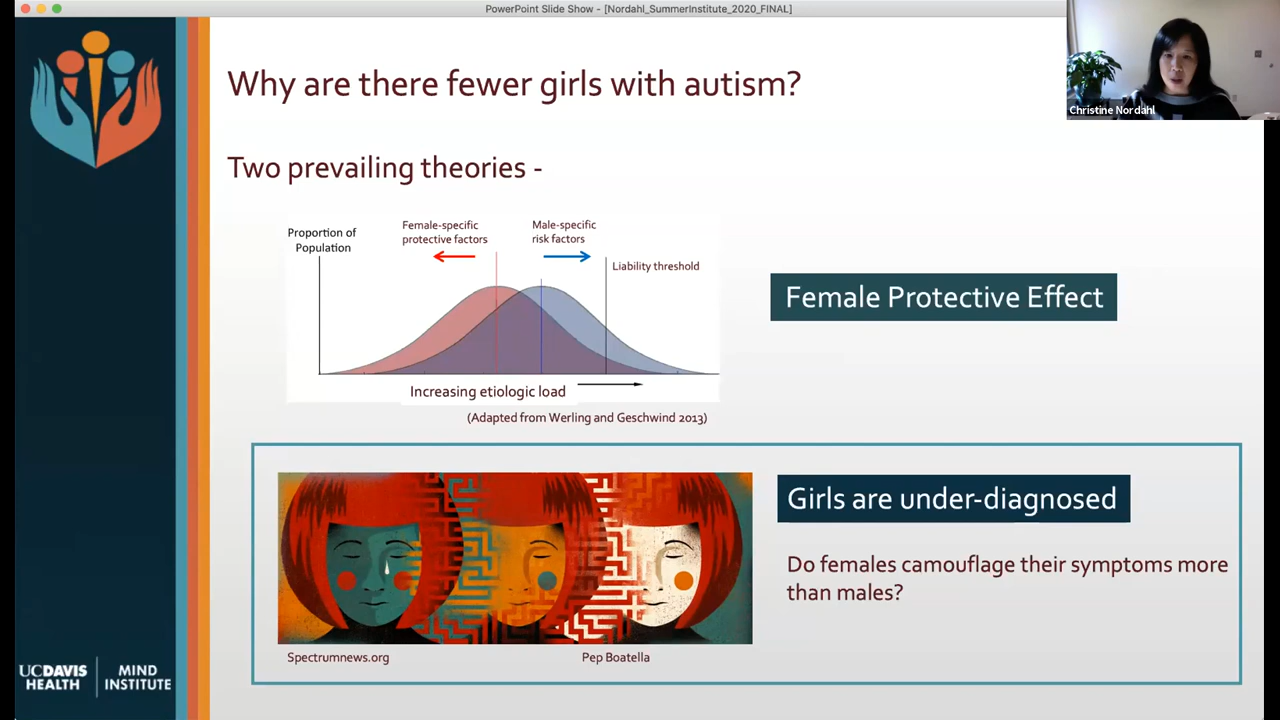 PowerPoint Slide Show - [Nordahl_SummerInstitute_2020_FINAL]
Christine Nordahl
Why are there fewer girls with autism?
Two prevailing theories -
Proportion of
Population
Female-specific
protective factors
Male-specific
risk factors
Liability threshold
Increasing etiologic load
(Adapted from Werling and Geschwind 2013)
Female Protective Effect
Girls are under-diagnosed
Do females camouflage their symptoms more
than males?
Spectrumnews.org
Pep Boatella
UCDAVIS
HEALTH
MIND
INSTITUTE